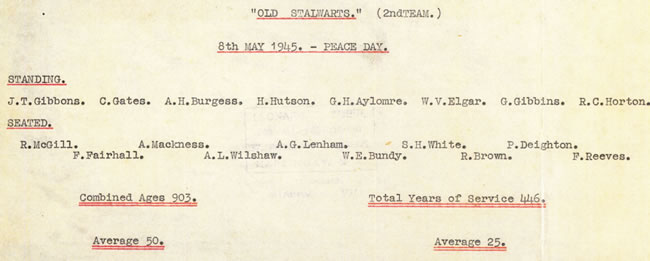 "OLD STALWARTS." (2ndTEAM.)
8th MAY 1945. - PEACE DAY.
STANDING.
J.T.Gibbons. C.Gates. A.H.Burgess. H.Hutson. G.H.Aylomre. W.V.Elgar. G.Gibbins. R.C.Horton.
SEATED.
R.McGill. A.Mackness. A.G.Lenham. S.H.White. P.Deighton.
F.Fairhall. A.L.Wilshaw. W.E.Bundy. R.Brown. F.Reeves.
Combined Ages 903. Total Years of Service 446.
Average 50. Average 25.